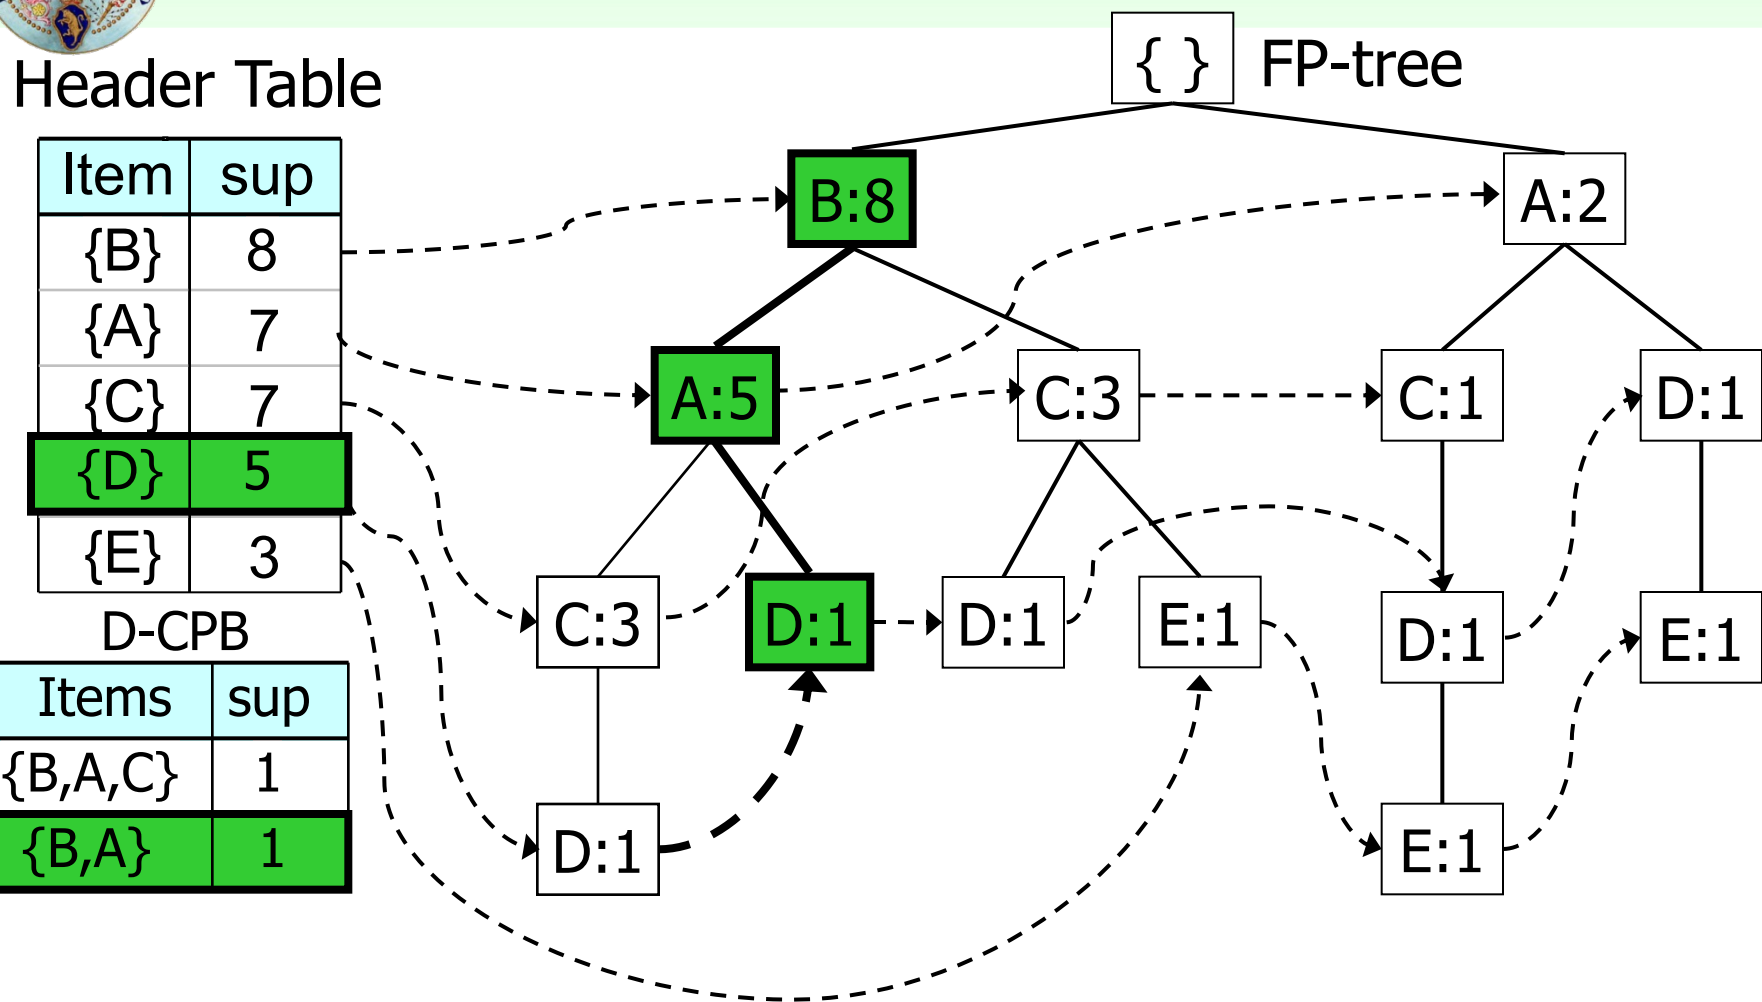 { } FP-tree
Header Table
Item sup
{B} 8
{A} 7
{C} 7
{D} 5
{E} 3
D-CPB
Items sup
{B,A,C} 1
{B,A} 1
B:8 A:2
A:5 C:3 C:1 D:1
C:3 D:1 D:1 E:1 D:1 E:1
D:1 E:1